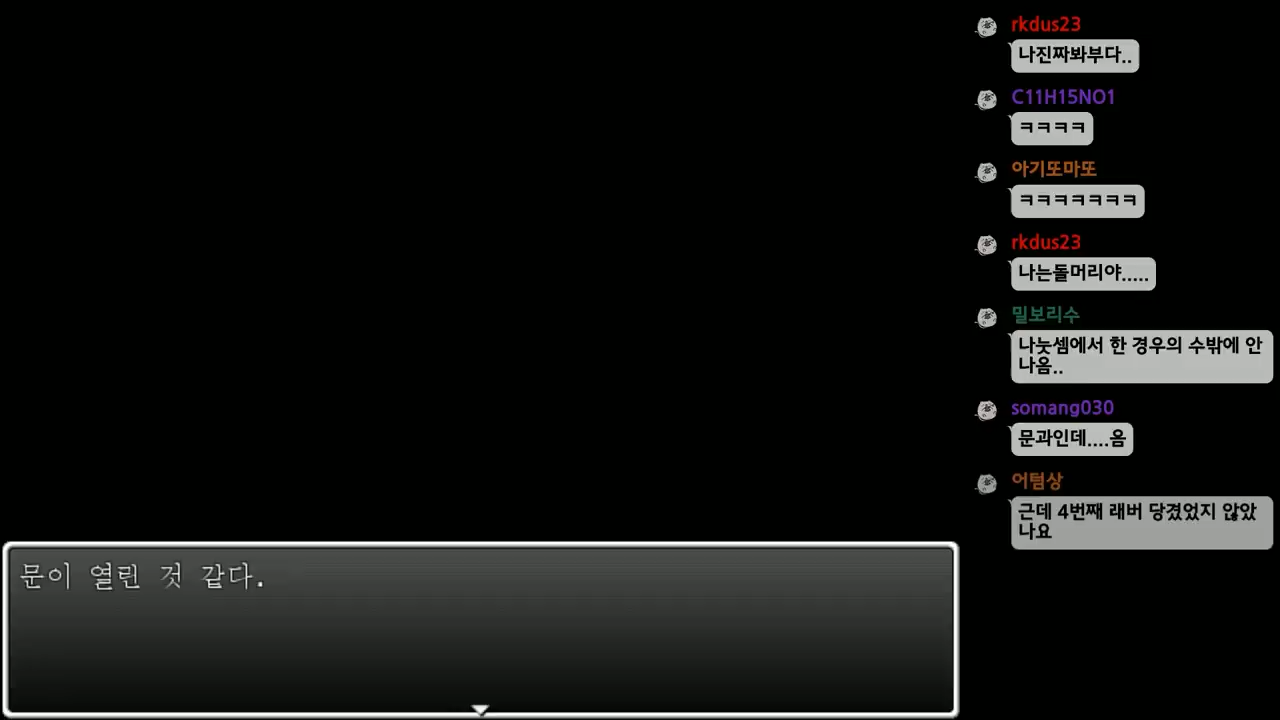 rkdus23
나진짜봐부다..
C11H15NO1
ㅋㅋㅋㅋ
아기또마또
ㅋㅋㅋㅋㅋㅋㅋ
rkdus23
나는돌머리야.....
밀보리수
나눗셈에서 한 경우의 수밖에 안
나음..
somang030
문과인데....음
어텀상
근데 4번째 래버 당겼었지 않았
나요
문이 열린 것 같다.